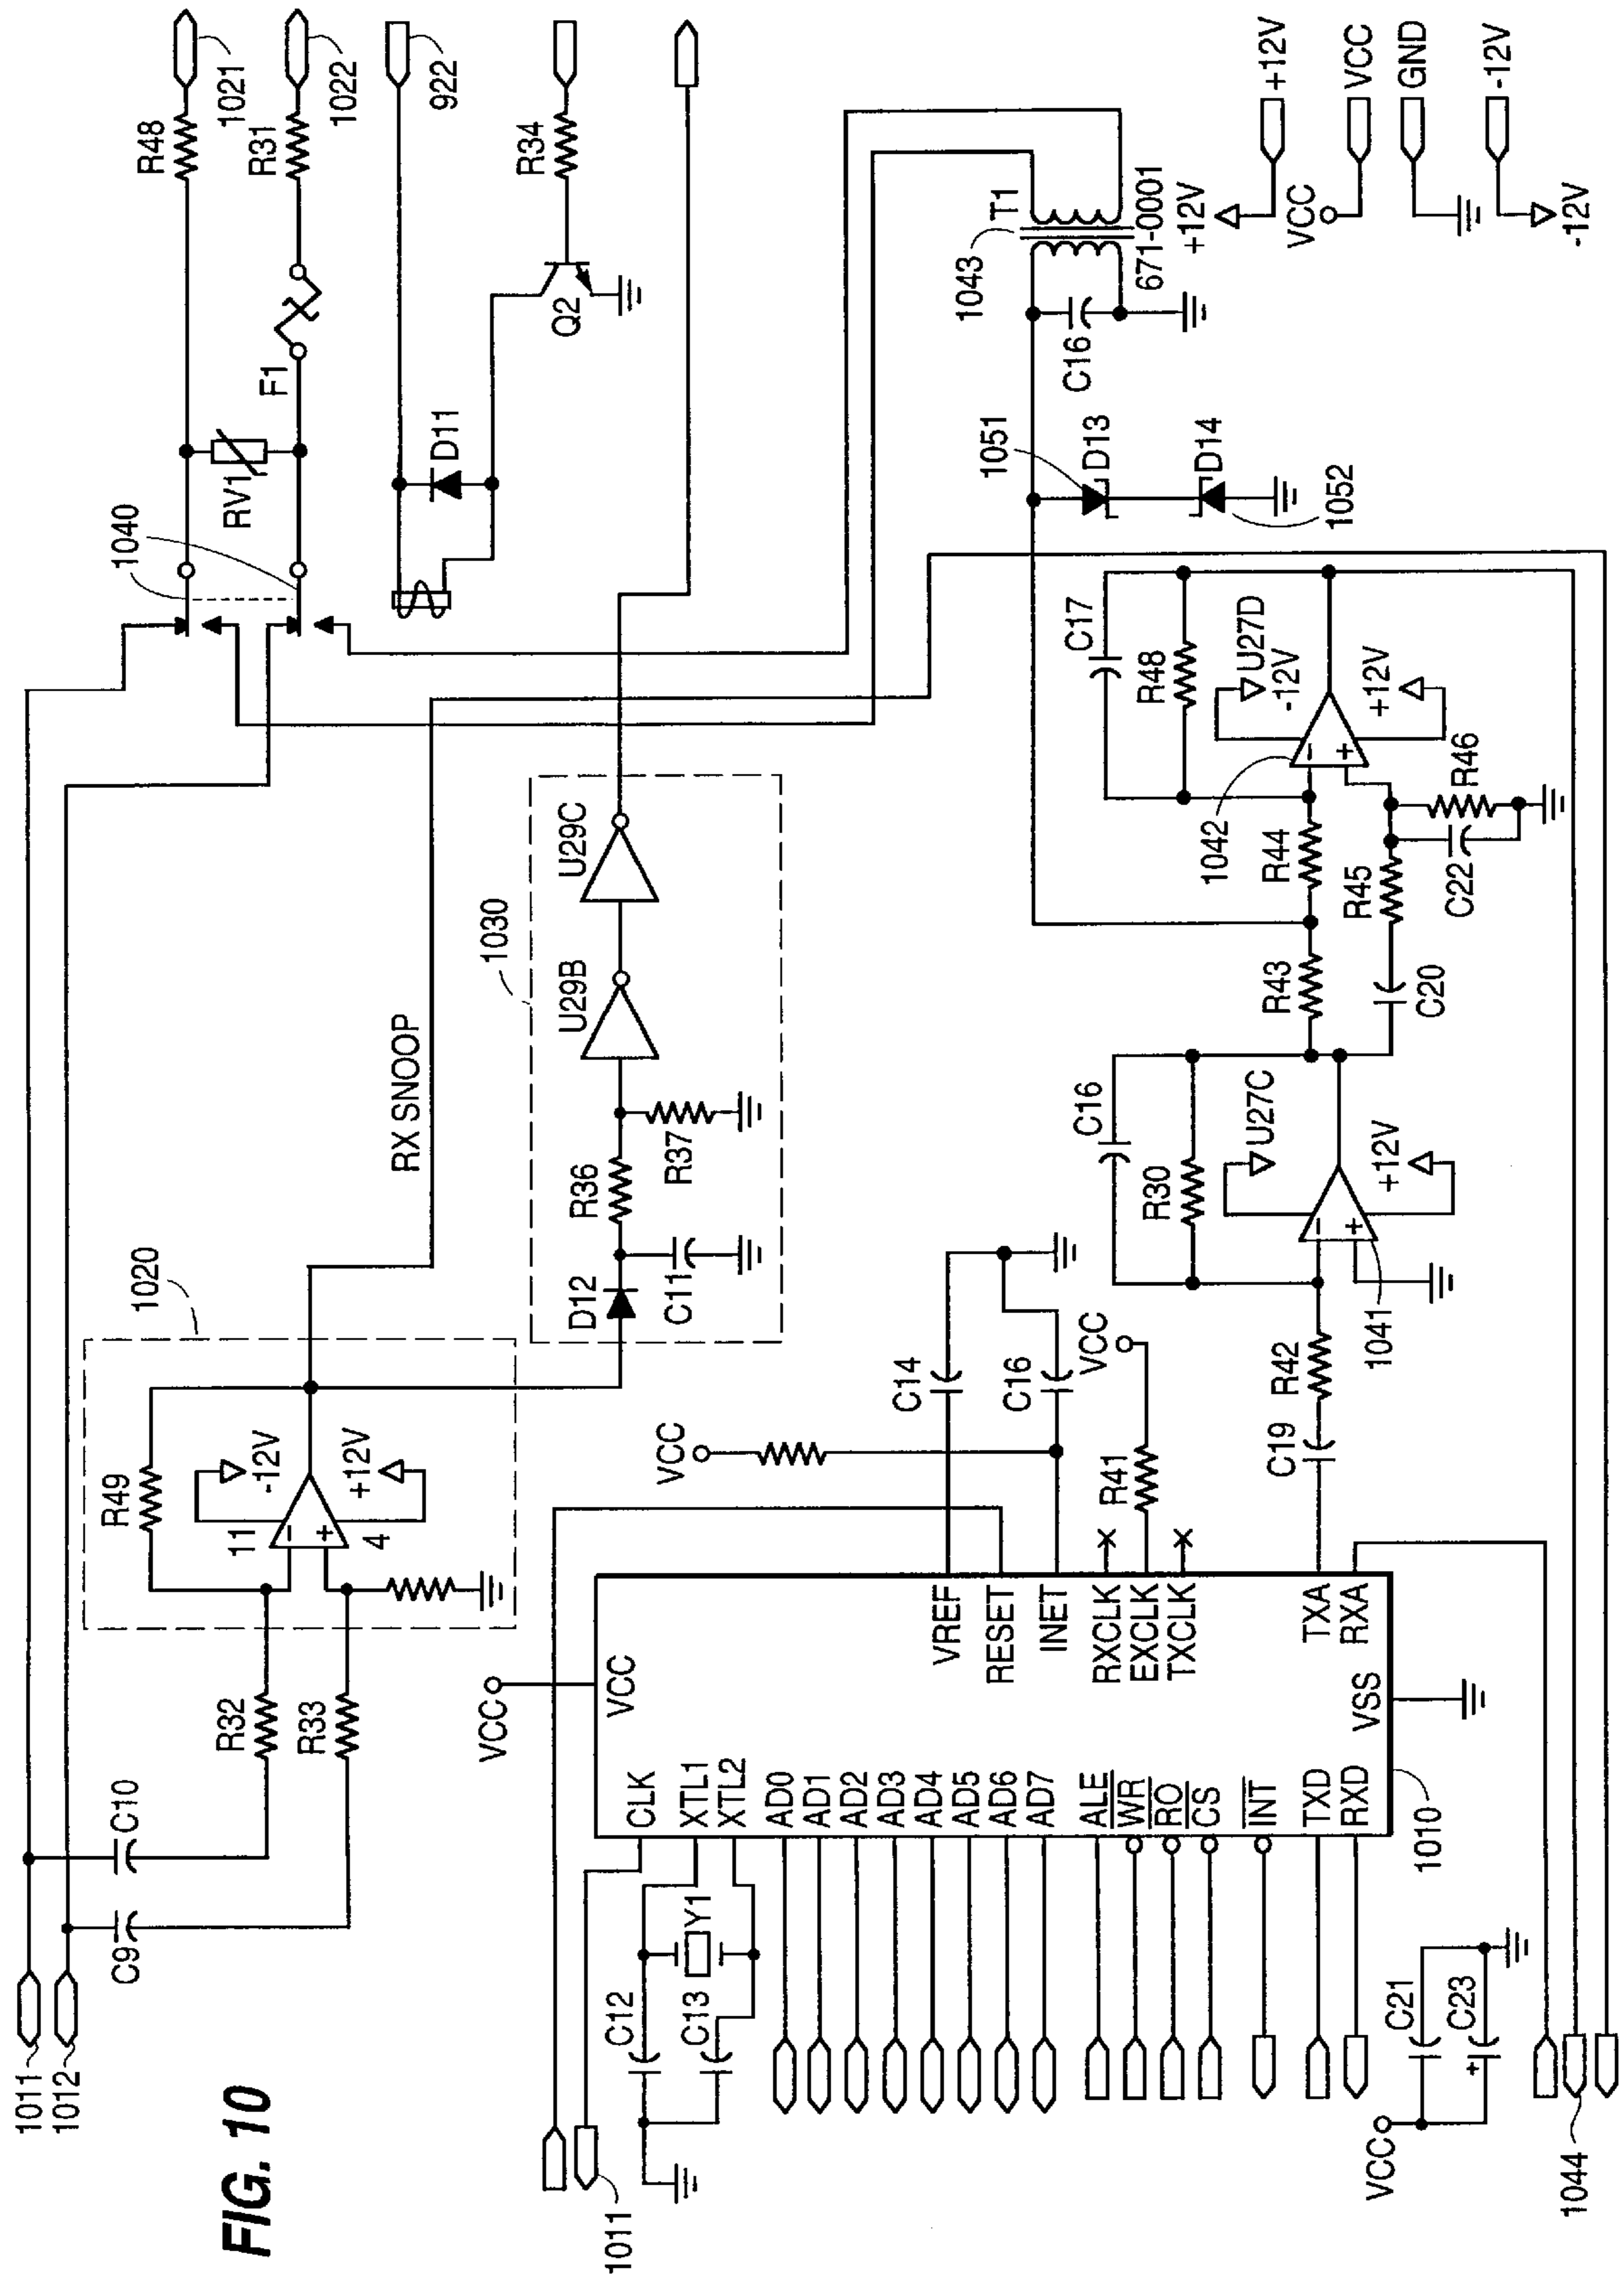 FIG. 10
1011
1012
C9
C10
R32
R33
1020
R49
11
-12V
4
+12V
RX SNOOP
1030
D12
C11
R36
R37
U29B
U29C
1040
RV1
F1
R48
R31
1021
1022
D11
922
Q2
R34
1011
C12
C13
Y1
VCC
CLK
XTL1
XTL2
AD0
AD1
AD2
AD3
AD4
AD5
AD6
AD7
ALE
WR
RO
CS
INT
TXD
RXD
VCC
VREF
RESET
INET
RXCLK
EXCLK
TXCLK
TXA
RXA
VSS
1010
VCC
C14
C16
VCC
R41
C19
R42
1041
R30
C16
U27C
+12V
R43
C20
R44
R45
C22
R46
1042
R48
C17
U27D
-12V
+12V
1051
D13
D14
1052
C16
1043
T1
671-0001
+12V
+12V
VCC
VCC
GND
-12V
-12V
VCC
C21
C23
+
1044